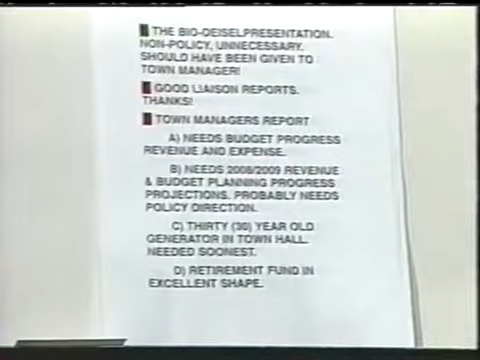 THE BIO-DEISELPRESENTATION.
NON-POLICY, UNNECESSARY.
SHOULD HAVE BEEN GIVEN TO
TOWN MANAGER!
GOOD LIAISON REPORTS.
THANKS!
TOWN MANAGERS REPORT
A) NEEDS BUDGET PROGRESS
REVENUE AND EXPENSE.
B) NEEDS 2008/2009 REVENUE
& BUDGET PLANNING PROGRESS
PROJECTIONS. PROBABLY NEEDS
POLICY DIRECTION.
C) THIRTY (30) YEAR OLD
GENERATOR IN TOWN HALL.
NEEDED SOONEST.
D) RETIREMENT FUND IN
EXCELLENT SHAPE.